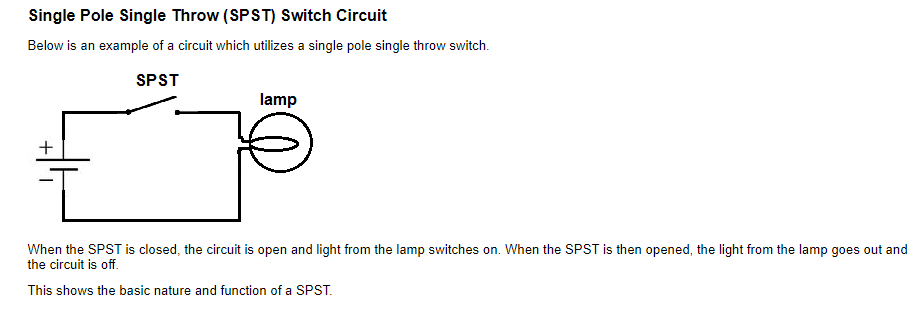 Single Pole Single Throw (SPST) Switch Circuit
Below is an example of a circuit which utilizes a single pole single throw switch.
SPST
lamp
+
–
When the SPST is closed, the circuit is open and light from the lamp switches on. When the SPST is then opened, the light from the lamp goes out and
the circuit is off.
This shows the basic nature and function of a SPST.